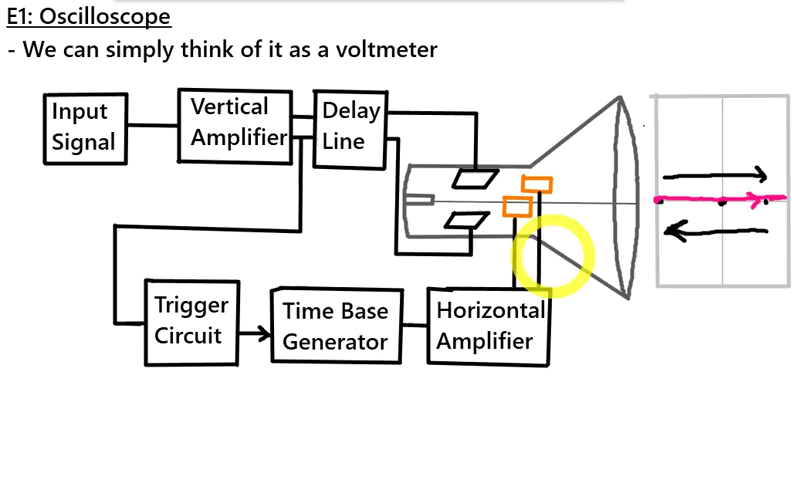 E1: Oscilloscope
- We can simply think of it as a voltmeter
Input
Signal
Vertical
Amplifier
Delay
Line
Trigger
Circuit
Time Base
Generator
Horizontal
Amplifier